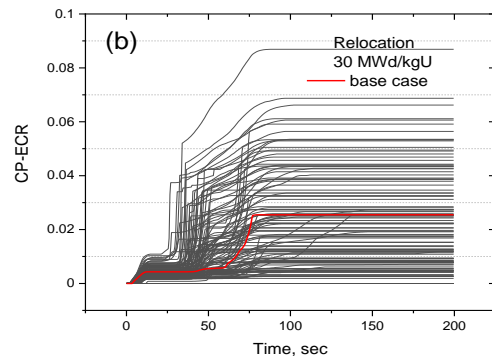 (b)
Relocation
30 MWd/kgU
base case
CP-ECR
0.1
0.08
0.06
0.04
0.02
0
0
50
100
150
200
Time, sec